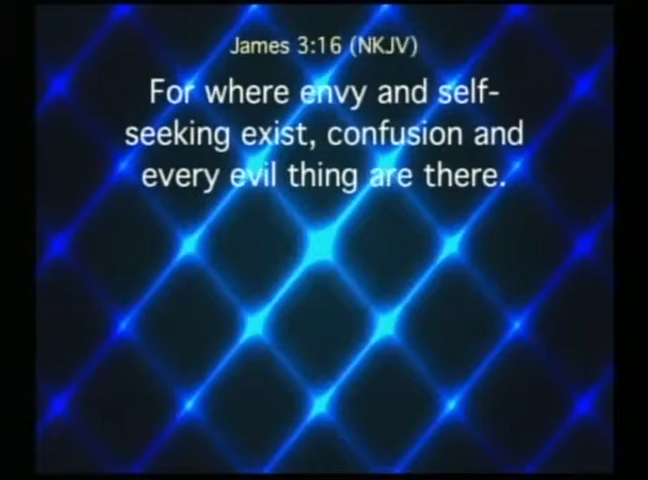 James 3:16 (NKJV)
For where envy and self-
seeking exist, confusion and
every evil thing are there.